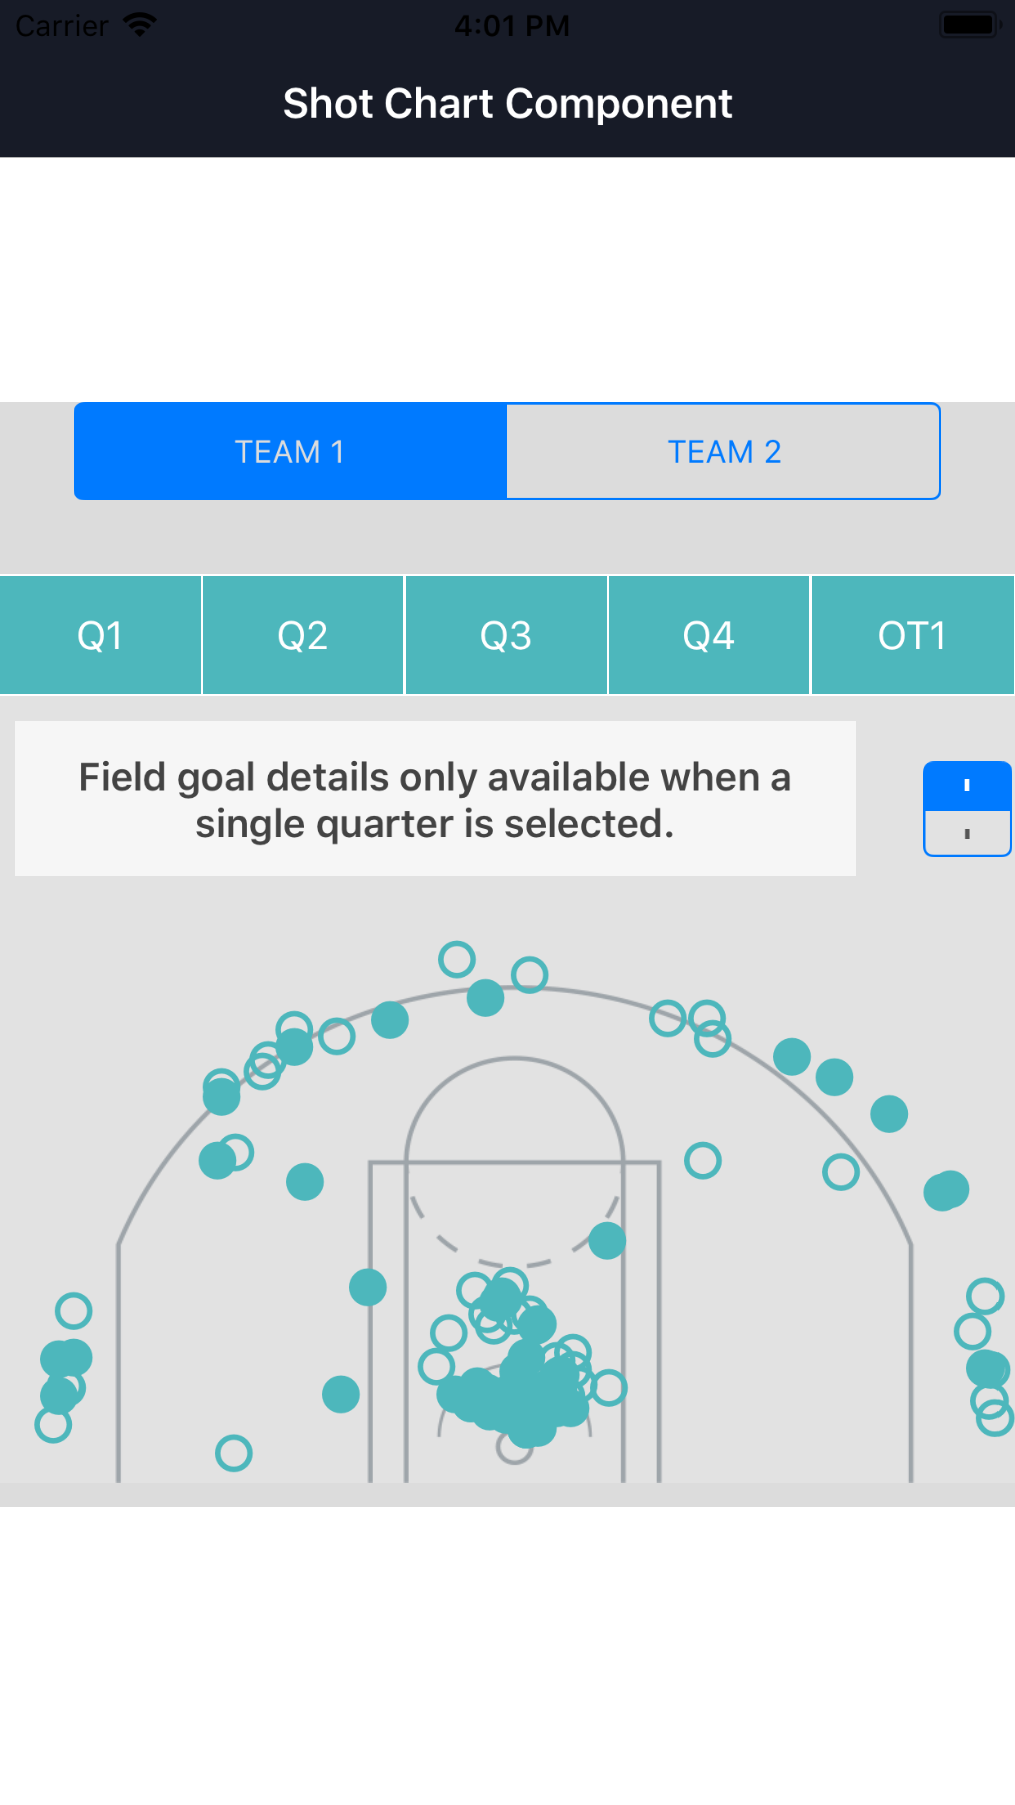 Carrier 4:01 PM
Shot Chart Component
TEAM 1 TEAM 2
Q1 Q2 Q3 Q4 OT1
Field goal details only available when a
single quarter is selected.